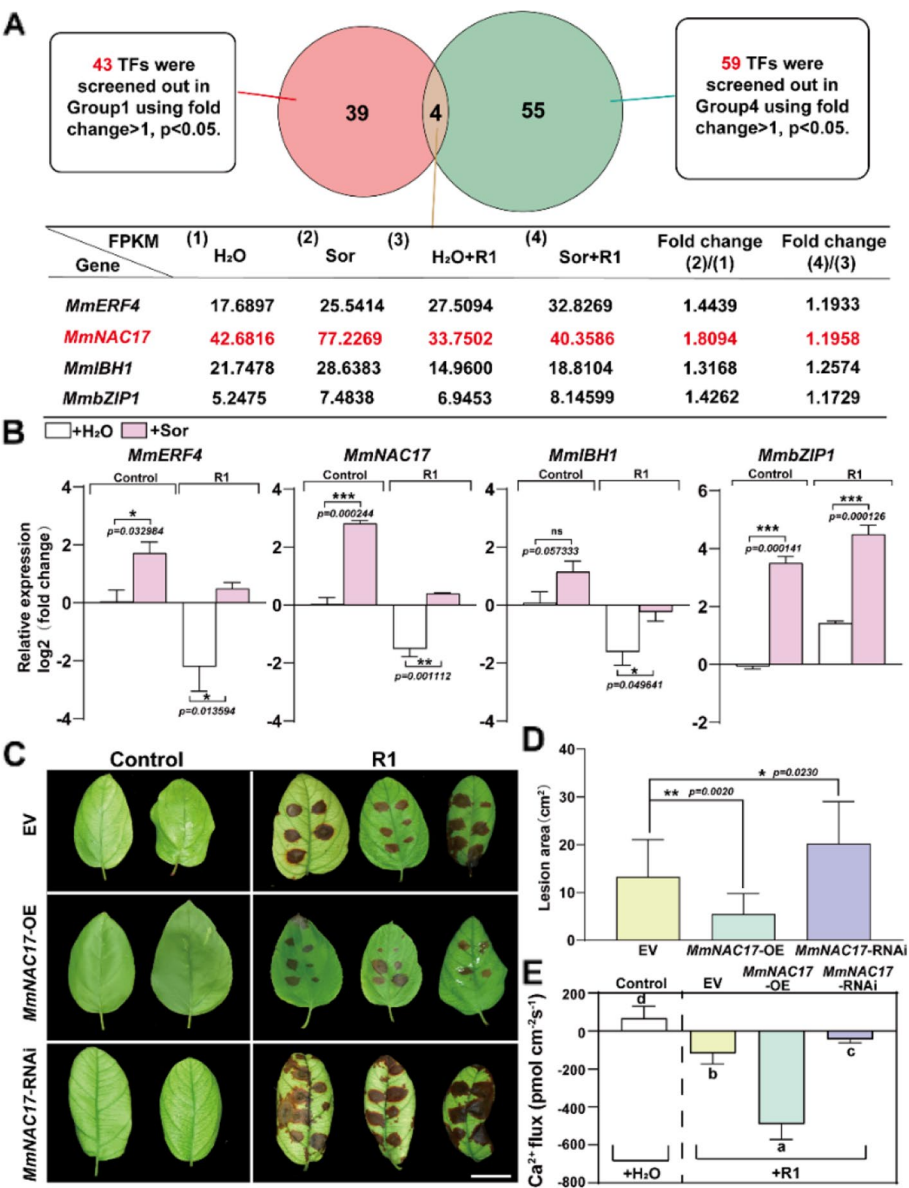 A
43 TFs were
screened out in
Group1 using fold
change>1, p<0.05.
39
4
55
59 TFs were
screened out in
Group4 using fold
change>1, p<0.05.
FPKM (1) H₂O (2) Sor (3) H₂O+R1 (4) Sor+R1 Fold change (2)/(1) Fold change (4)/(3)
Gene
MmERF4 17.6897 25.5414 27.5094 32.8269 1.4439 1.1933
MmNAC17 42.6816 77.2269 33.7502 40.3586 1.8094 1.1958
MmIBH1 21.7478 28.6383 14.9600 18.8104 1.3168 1.2574
MmbZIP1 5.2475 7.4838 6.9453 8.14599 1.4262 1.1729
B
+H₂O +Sor
Relative expression
log2（fold change）
MmERF4
Control R1
4
2
0
-2
-4
*
p=0.032984
*
p=0.013594
MmNAC17
Control R1
4
2
0
-2
-4
***
p=0.000244
**
p=0.001112
MmIBH1
Control R1
4
2
0
-2
-4
ns
p=0.057333
*
p=0.049641
MmbZIP1
Control R1
6
4
2
0
-2
***
p=0.000141
***
p=0.000126
C
Control R1
EV
MmNAC17-OE
MmNAC17-RNAi
D
Lesion area（cm²）
40
30
20
10
0
* p=0.0230
** p=0.0020
EV MmNAC17-OE MmNAC17-RNAi
E
Ca²⁺ flux (pmol cm⁻²s⁻¹)
200
0
-200
-400
-600
-800
Control EV MmNAC17 -OE MmNAC17 -RNAi
d
b
a
c
+H₂O +R1